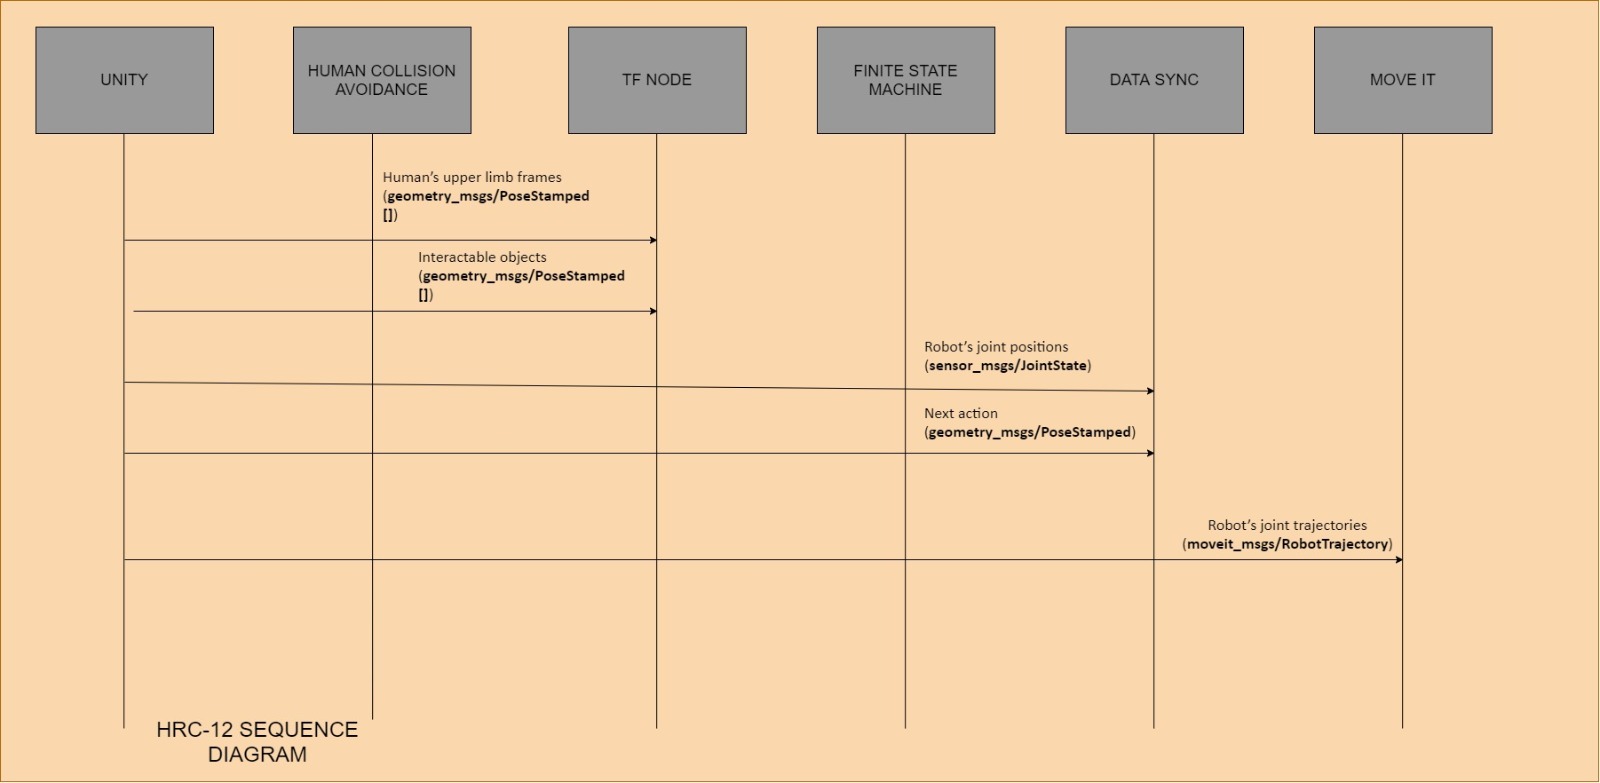 UNITY
HUMAN COLLISION
AVOIDANCE
TF NODE
FINITE STATE
MACHINE
DATA SYNC
MOVE IT
Human’s upper limb frames
(geometry_msgs/PoseStamped
[])
Interactable objects
(geometry_msgs/PoseStamped
[])
Robot’s joint positions
(sensor_msgs/JointState)
Next action
(geometry_msgs/PoseStamped)
Robot’s joint trajectories
(moveit_msgs/RobotTrajectory)
HRC-12 SEQUENCE
DIAGRAM